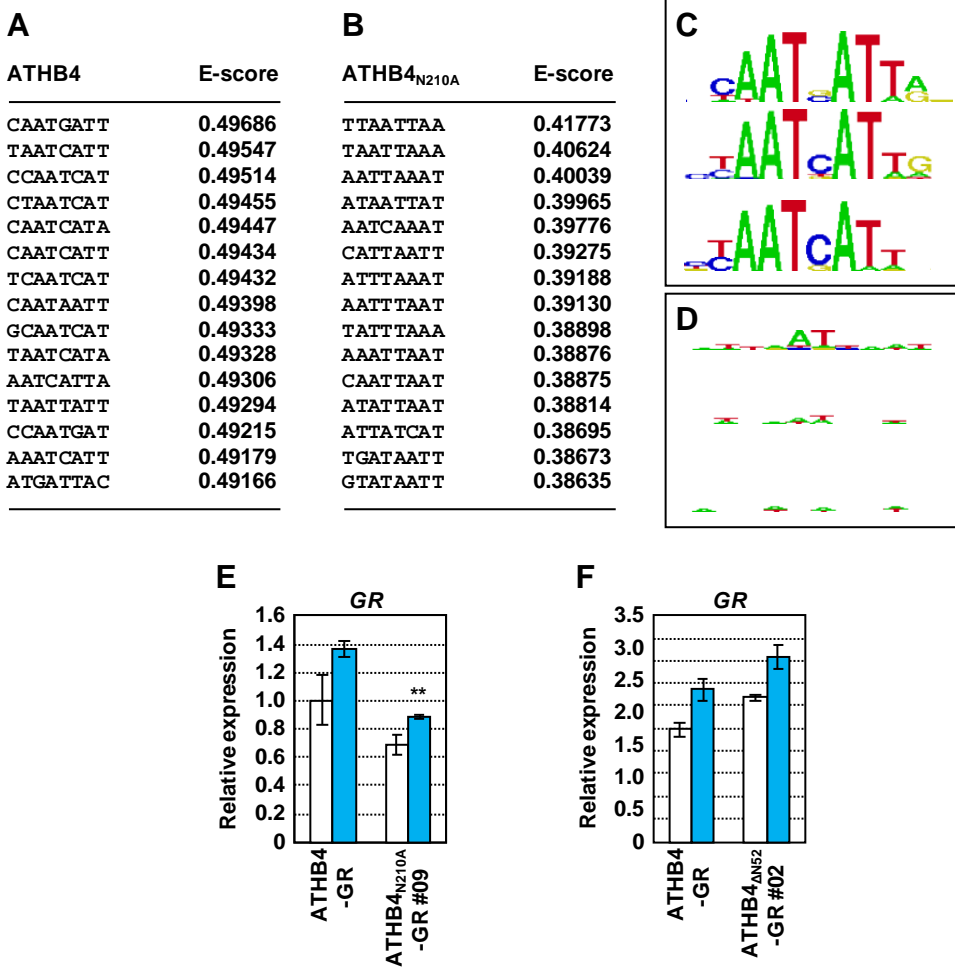 A
ATHB4 E-score
CAATGATT 0.49686
TAATCATT 0.49547
CCAATCAT 0.49514
CTAATCAT 0.49455
CAATCATA 0.49447
CAATCATT 0.49434
TCAATCAT 0.49432
CAATAATT 0.49398
GCAATCAT 0.49333
TAATCATA 0.49328
AATCATTA 0.49306
TAATTATT 0.49294
CCAATGAT 0.49215
AAATCATT 0.49179
ATGATTAC 0.49166
B
ATHB4N210A E-score
TTAATTAA 0.41773
TAATTAAA 0.40624
AATTAAAT 0.40039
ATAATTAT 0.39965
AATCAAAT 0.39776
CATTAATT 0.39275
ATTTAAAT 0.39188
AATTTAAT 0.39130
TATTTAAA 0.38898
AAATTAAT 0.38876
CAATTAAT 0.38875
ATATTAAT 0.38814
ATTATCAT 0.38695
TGATAATT 0.38673
GTATAATT 0.38635
C
D
E
GR
Relative expression
1.6
1.4
1.2
1.0
0.8
0.6
0.4
0.2
0
**
ATHB4
-GR
ATHB4N210A
-GR #09
F
GR
Relative expression
3.5
3.0
2.5
2.0
1.5
1.0
0.5
0
ATHB4
-GR
ATHB4ΔN52
-GR #02